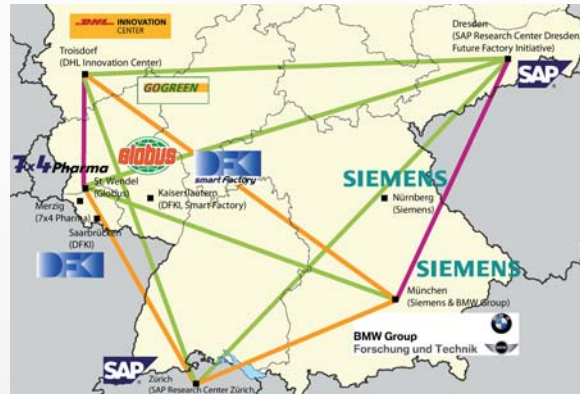 DHL INNOVATION
CENTER
Troisdorf
(DHL Innovation Center)
GOGREEN
Dresden
(SAP Research Center Dresden,
Future Factory Initiative)
SAP
globus
7x4 Pharma
DFKI
smart Factory
St. Wendel
(Globus)
Kaiserslautern
(DFKI, Smart-Factory)
Merzig
(7x4 Pharma)
Saarbrücken
(DFKI)
DFKI
SIEMENS
Nürnberg
(Siemens)
SIEMENS
München
(Siemens & BMW Group)
BMW Group
Forschung und Technik
SAP
Zürich
(SAP Research Center Zürich,